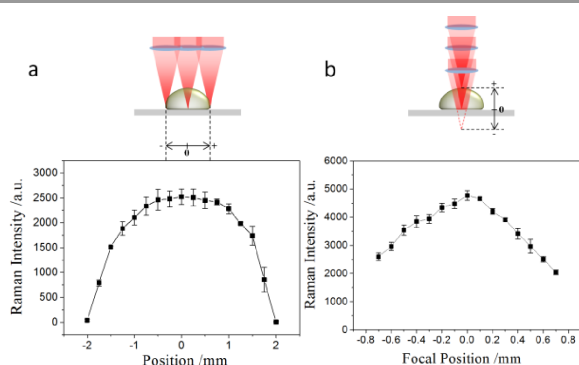 a
b
- 0 +
+
0
-
Raman Intensity /a.u.
3000
2500
2000
1500
1000
500
0
-2 -1 0 1 2
Position /mm
Raman Intensity /a.u.
6000
5000
4000
3000
2000
1000
0
-0.8 -0.6 -0.4 -0.2 0.0 0.2 0.4 0.6 0.8
Focal Position /mm